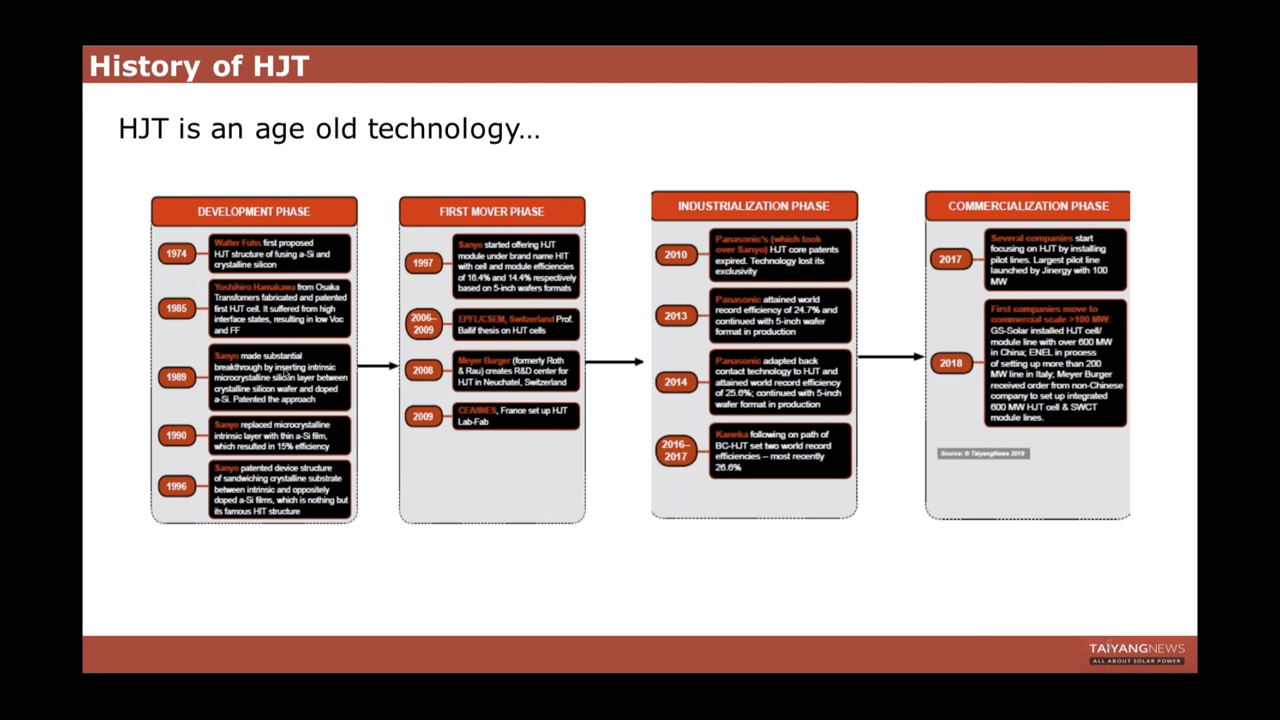 History of HJT
HJT is an age old technology...
DEVELOPMENT PHASE
1974
Walter Fuhs first proposed
HJT structure of fusing a-Si and
crystalline silicon
1985
Yoshihiro Hamakawa from Osaka
Transfomers fabricated and patented
first HJT cell. It suffered from high
interface states, resulting in low Voc
and FF
1989
Sanyo made substantial
breakthrough by inserting intrinsic
microcrystalline silicon layer between
crystalline silicon wafer and doped
a-Si. Patented the approach
1990
Sanyo replaced microcrystalline
intrinsic layer with thin a-Si film,
which resulted in 15% efficiency
1996
Sanyo patented device structure
of sandwiching crystalline substrate
between intrinsic and oppositely
doped a-Si films, which is nothing but
its famous HIT structure
FIRST MOVER PHASE
1997
Sanyo started offering HJT
module under brand name HIT
with cell and module efficiencies
of 16.4% and 14.4% respectively
based on 5-inch wafers formats
2006–
2009
EPFL/CSEM, Switzerland Prof.
Ballif thesis on HJT cells
2008
Meyer Burger (formerly Roth
& Rau) creates R&D center for
HJT in Neuchatel, Switzerland
2009
CEA/INES, France set up HJT
Lab-Fab
INDUSTRIALIZATION PHASE
2010
Panasonic's (which took
over Sanyo) HJT core patents
expired. Technology lost its
exclusivity
2013
Panasonic attained world
record efficiency of 24.7% and
continued with 5-inch wafer
format in production
2014
Panasonic adapted back
contact technology to HJT and
attained world record efficiency
of 25.6%; continued with 5-inch
wafer format in production
2016–
2017
Kaneka following on path of
BC-HJT set two world record
efficiencies – most recently
26.6%
COMMERCIALIZATION PHASE
2017
Several companies start
focusing on HJT by installing
pilot lines. Largest pilot line
launched by Jinergy with 100
MW
2018
First companies move to
commercial scale >100 MW:
GS-Solar installed HJT cell/
module line with over 600 MW
in China; ENEL in process
of setting up more than 200
MW line in Italy; Meyer Burger
received order from non-Chinese
company to set up integrated
600 MW HJT cell & SWCT
module lines.
Source: © TaiyangNews 2019
TAIYANGNEWS
ALL ABOUT SOLAR POWER